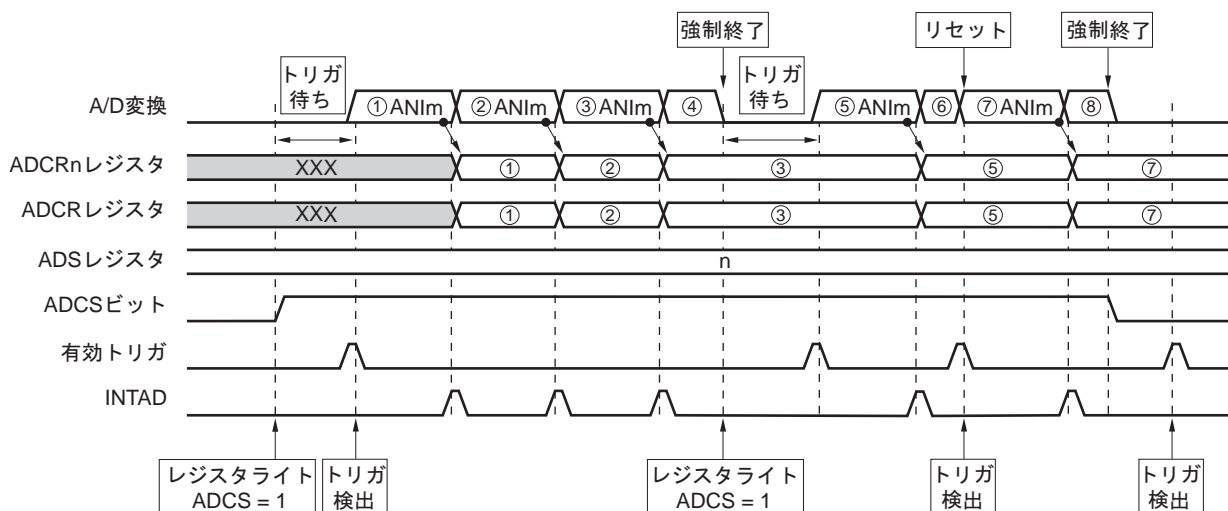 強制終了
リセット
強制終了
トリガ
待ち
トリガ
待ち
A/D変換
①ANIm
②ANIm
③ANIm
④
⑤ANIm
⑥
⑦ANIm
⑧
ADCRnレジスタ
XXX
①
②
③
⑤
⑦
ADCRレジスタ
XXX
①
②
③
⑤
⑦
ADSレジスタ
n
ADCSビット
有効トリガ
INTAD
レジスタライト
ADCS = 1
トリガ
検出
レジスタライト
ADCS = 1
トリガ
検出
トリガ
検出